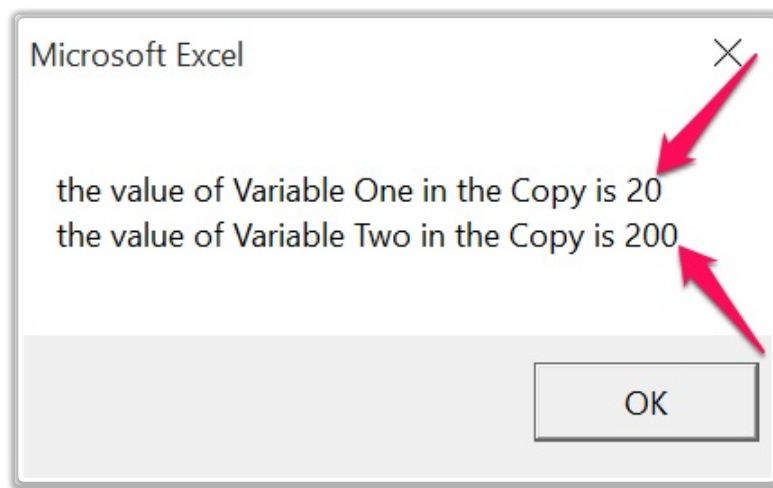 Microsoft Excel
the value of Variable One in the Copy is 20
the value of Variable Two in the Copy is 200
OK